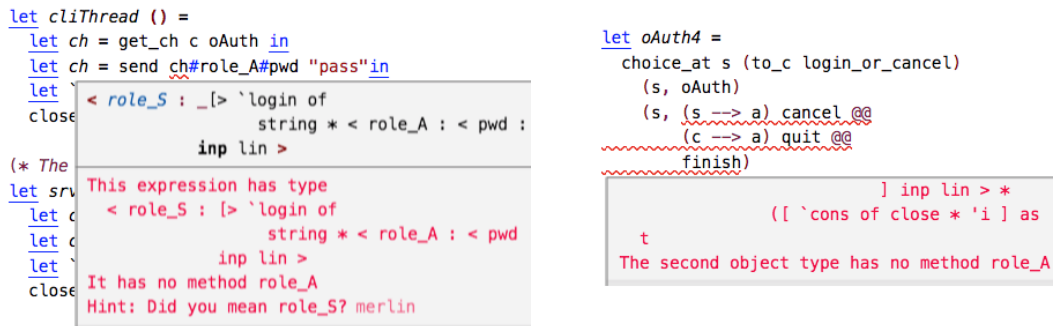 let cliThread () =
let ch = get_ch c oAuth in
let ch = send ch#role_A#pwd "pass"in
let `
close
< role_S : _[> `login of
string * < role_A : < pwd :
inp lin >
This expression has type
< role_S : [> `login of
string * < role_A : < pwd
inp lin >
It has no method role_A
Hint: Did you mean role_S? merlin
(* The
let srv
let
let
let `
close
let oAuth4 =
choice_at s (to_c login_or_cancel)
(s, oAuth)
(s, (s --> a) cancel @@
(c --> a) quit @@
finish)
] inp lin > *
([ `cons of close * 'i ] as
t
The second object type has no method role_A